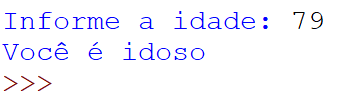 Informe a idade: 79
Você é idoso
>>>